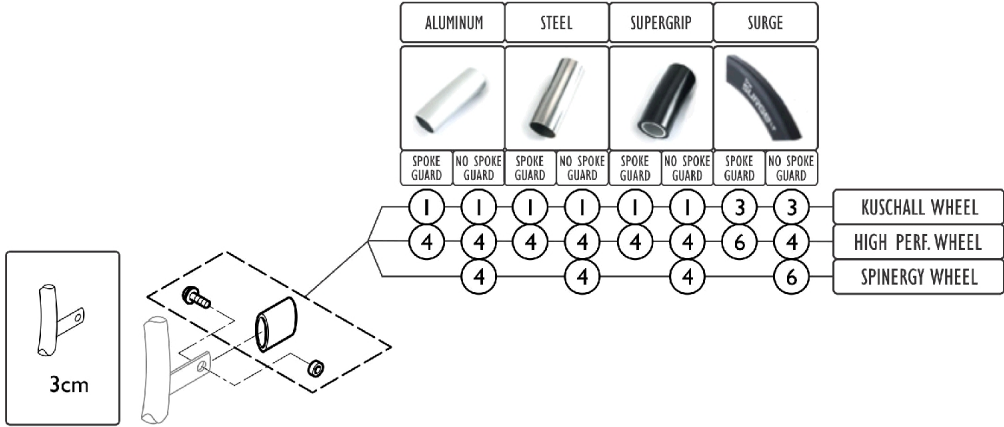 ALUMINUM STEEL SUPERGRIP SURGE
SPOKE GUARD NO SPOKE GUARD SPOKE GUARD NO SPOKE GUARD SPOKE GUARD NO SPOKE GUARD SPOKE GUARD NO SPOKE GUARD
1 1 1 1 1 1 3 3 KUSCHALL WHEEL
4 4 4 4 4 4 6 4 HIGH PERF. WHEEL
4 4 4 6 SPINERGY WHEEL
3cm